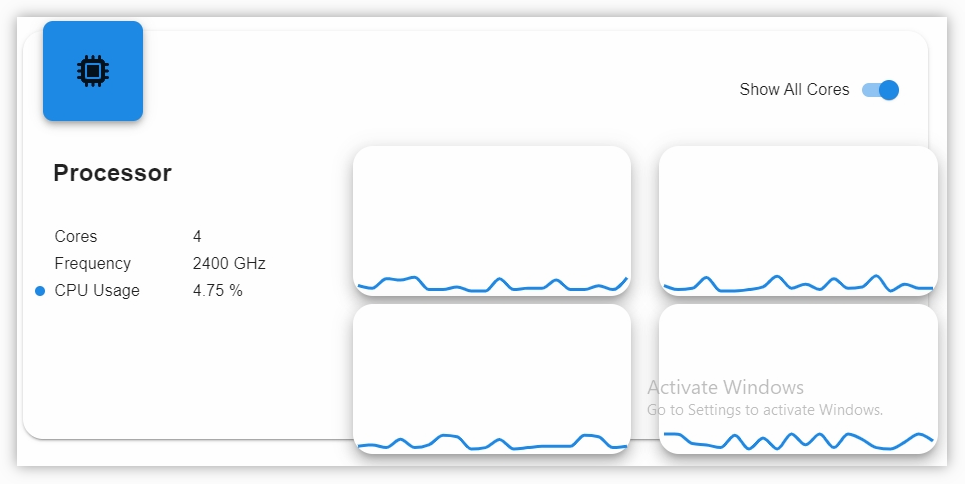 Show All Cores
Processor
Cores 4
Frequency 2400 GHz
CPU Usage 4.75 %
Activate Windows
Go to Settings to activate Windows.